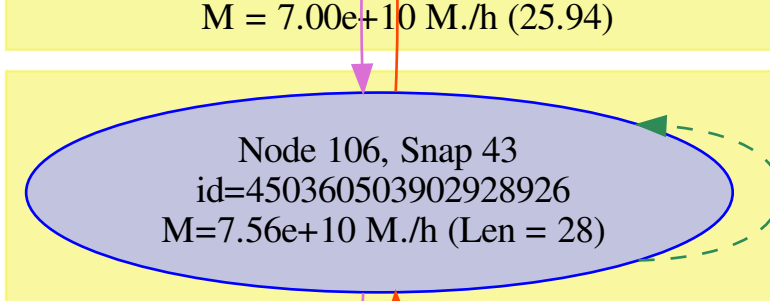 M = 7.00e+10 M./h (25.94)
Node 106, Snap 43
id=450360503902928926
M=7.56e+10 M./h (Len = 28)